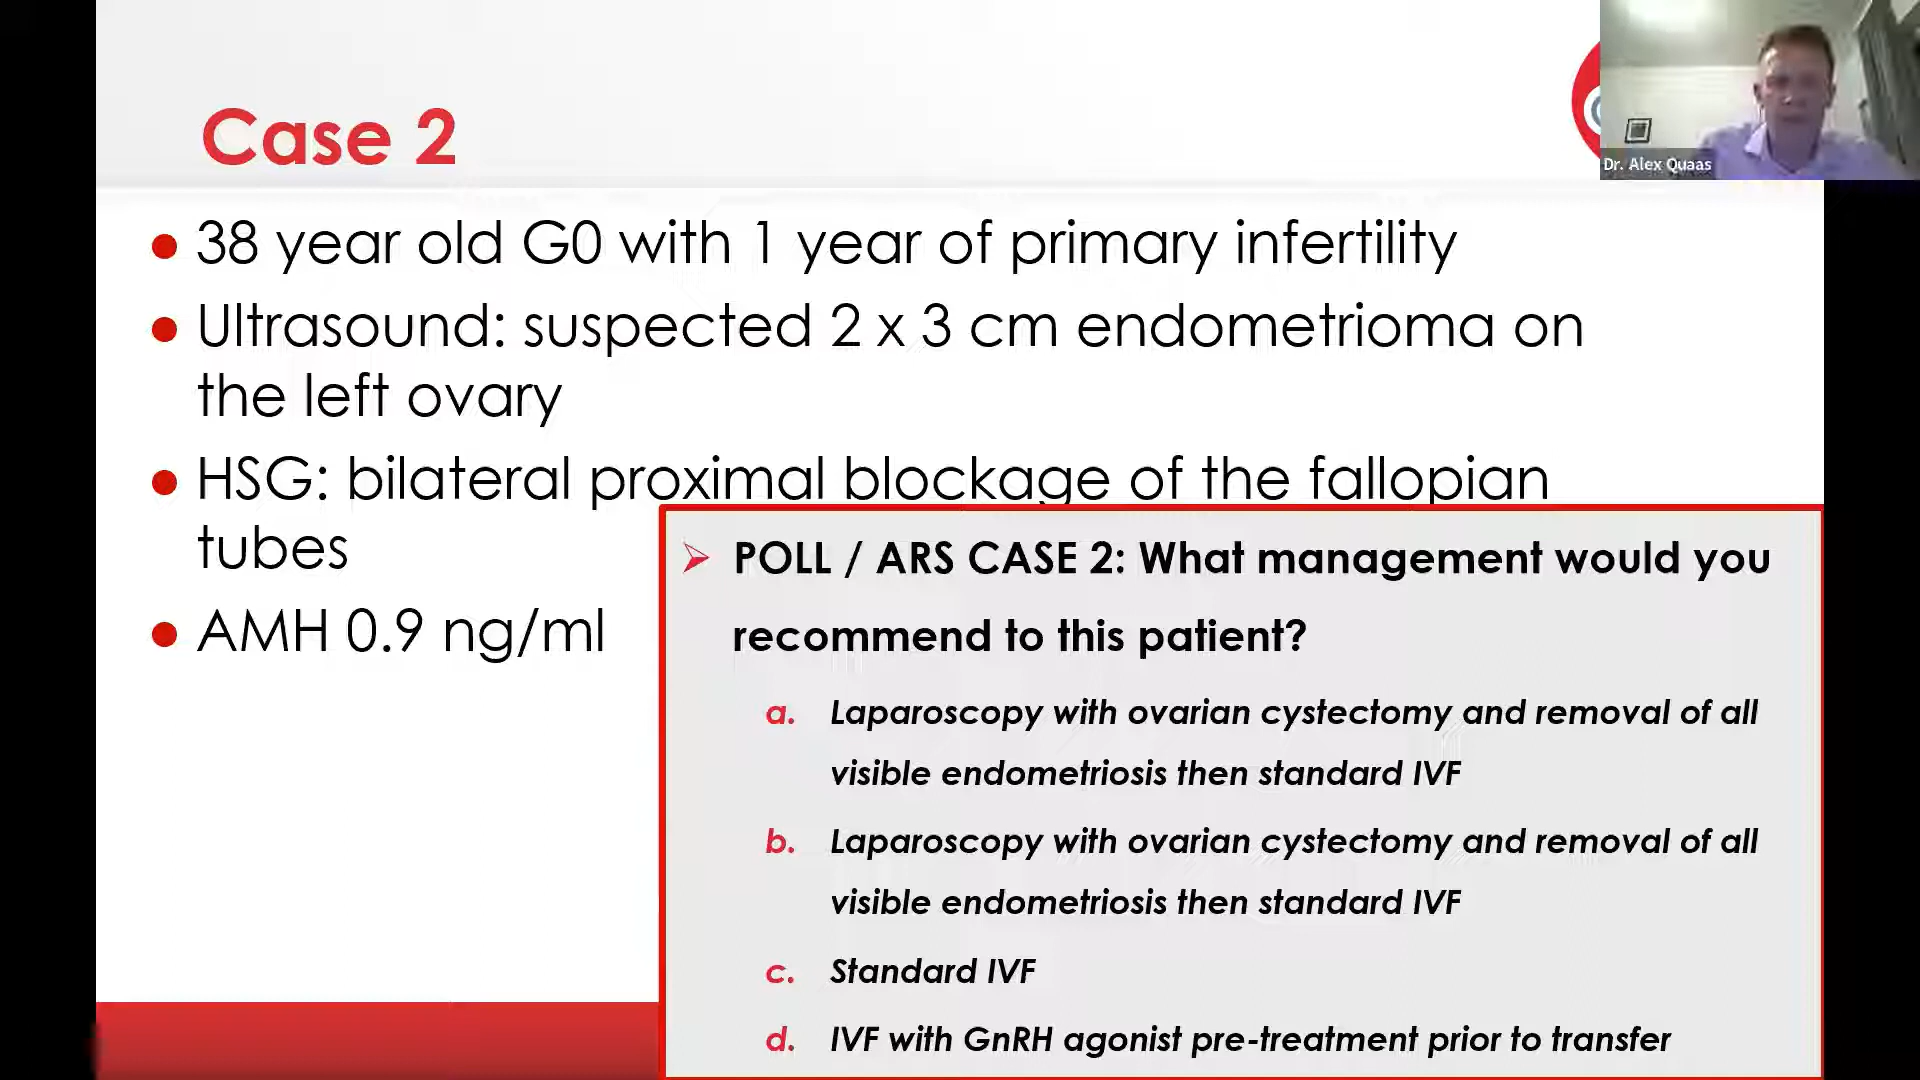 Case 2
Dr. Alex Quaas
● 38 year old G0 with 1 year of primary infertility
● Ultrasound: suspected 2 x 3 cm endometrioma on
the left ovary
● HSG: bilateral proximal blockage of the fallopian
tubes
● AMH 0.9 ng/ml
➢ POLL / ARS CASE 2: What management would you
recommend to this patient?
a. Laparoscopy with ovarian cystectomy and removal of all
visible endometriosis then standard IVF
b. Laparoscopy with ovarian cystectomy and removal of all
visible endometriosis then standard IVF
c. Standard IVF
d. IVF with GnRH agonist pre-treatment prior to transfer